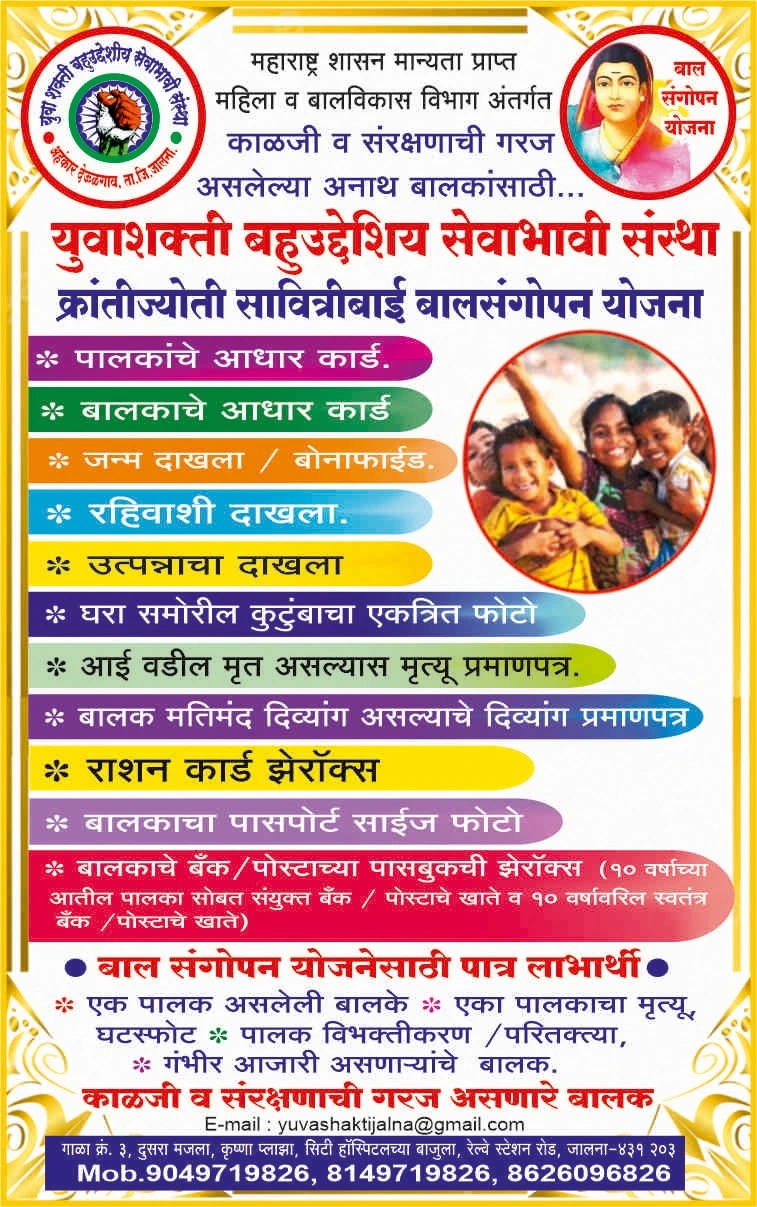 युवा शक्ती बहुउद्देशीय सेवाभावी संस्था
अहंकार देऊळगाव, ता.जि.जालना.
महाराष्ट्र शासन मान्यता प्राप्त
महिला व बालविकास विभाग अंतर्गत
काळजी व संरक्षणाची गरज
असलेल्या अनाथ बालकांसाठी...
बाल
संगोपन
योजना
युवाशक्ती बहुउद्देशिय सेवाभावी संस्था
क्रांतीज्योती सावित्रीबाई बालसंगोपन योजना
* पालकांचे आधार कार्ड.
* बालकाचे आधार कार्ड
* जन्म दाखला / बोनाफाईड.
* रहिवाशी दाखला.
* उत्पन्नाचा दाखला
* घरा समोरील कुटुंबाचा एकत्रित फोटो
* आई वडील मृत असल्यास मृत्यू प्रमाणपत्र.
* बालक मतिमंद दिव्यांग असल्याचे दिव्यांग प्रमाणपत्र
* राशन कार्ड झेरॉक्स
* बालकाचा पासपोर्ट साईज फोटो
* बालकाचे बँक/पोस्टाच्या पासबुकची झेरॉक्स (१० वर्षाच्या
आतील पालका सोबत संयुक्त बँक / पोस्टाचे खाते व १० वर्षावरिल स्वतंत्र
बँक /पोस्टाचे खाते)
● बाल संगोपन योजनेसाठी पात्र लाभार्थी ●
* एक पालक असलेली बालके * एका पालकाचा मृत्यू,
घटस्फोट * पालक विभक्तीकरण /परितक्त्या,
* गंभीर आजारी असणाऱ्यांचे बालक.
काळजी व संरक्षणाची गरज असणारे बालक
E-mail : yuvashaktijalna@gmail.com
गाळा क्रं. ३, दुसरा मजला, कृष्णा प्लाझा, सिटी हॉस्पिटलच्या बाजुला, रेल्वे स्टेशन रोड, जालना-४३१ २०३
Mob.9049719826, 8149719826, 8626096826